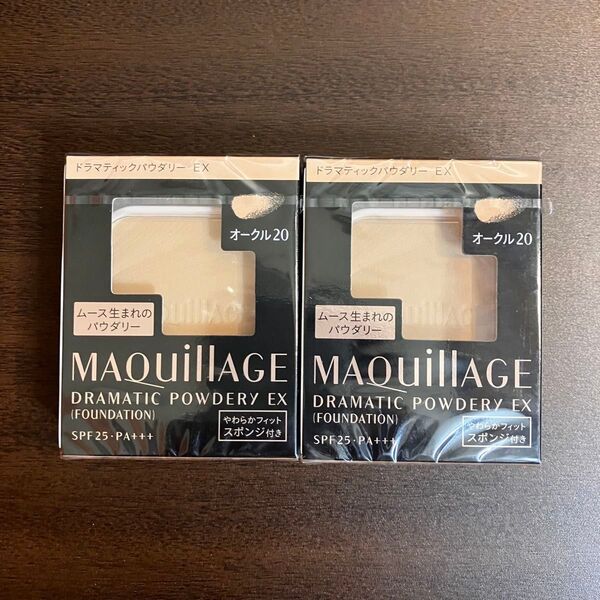 ドラマティックパウダリー EX
オークル20
ムース生まれの
パウダリー
MAQuillAGE
DRAMATIC POWDERY EX
(FOUNDATION)
やわらかフィット
スポンジ付き
SPF25・PA+++
ドラマティックパウダリー EX
オークル20
ムース生まれの
パウダリー
MAQuillAGE
DRAMATIC POWDERY EX
(FOUNDATION)
やわらかフィット
スポンジ付き
SPF25・PA+++